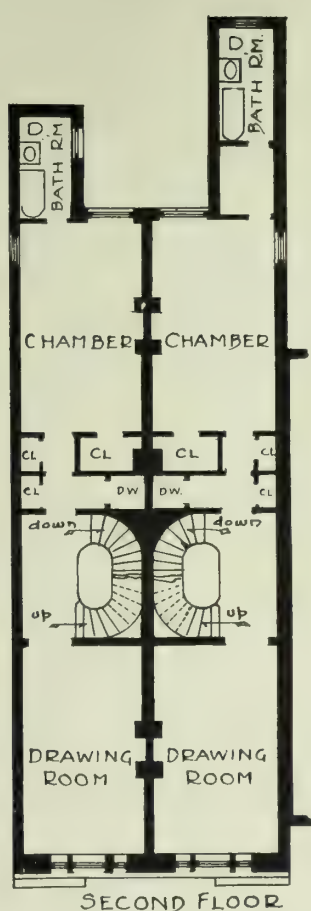 D.
BATH R'M.
D.
BATH RM.
CHAMBER
CHAMBER
CL
CL
CL
CL
CL
DW
DW.
CL
down
down
up
up
DRAWING
ROOM
DRAWING
ROOM
SECOND FLOOR